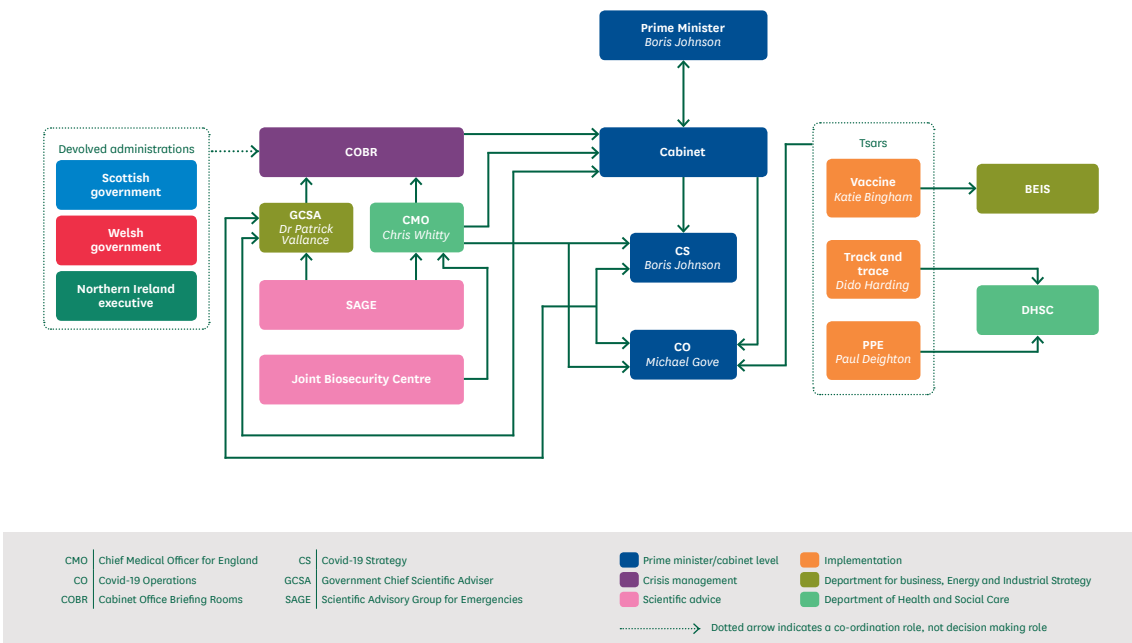 Prime Minister
Boris Johnson
Devolved administrations
Scottish
government
Welsh
government
Northern Ireland
executive
COBR
Cabinet
GCSA
Dr Patrick
Vallance
CMO
Chris Whitty
SAGE
Joint Biosecurity Centre
CS
Boris Johnson
CO
Michael Gove
Tsars
Vaccine
Katie Bingham
Track and
trace
Dido Harding
PPE
Paul Deighton
BEIS
DHSC
CMO Chief Medical Officer for England
CO Covid-19 Operations
COBR Cabinet Office Briefing Rooms
CS Covid-19 Strategy
GCSA Government Chief Scientific Adviser
SAGE Scientific Advisory Group for Emergencies
Prime minister/cabinet level
Crisis management
Scientific advice
Implementation
Department for business, Energy and Industrial Strategy
Department of Health and Social Care
Dotted arrow indicates a co-ordination role, not decision making role